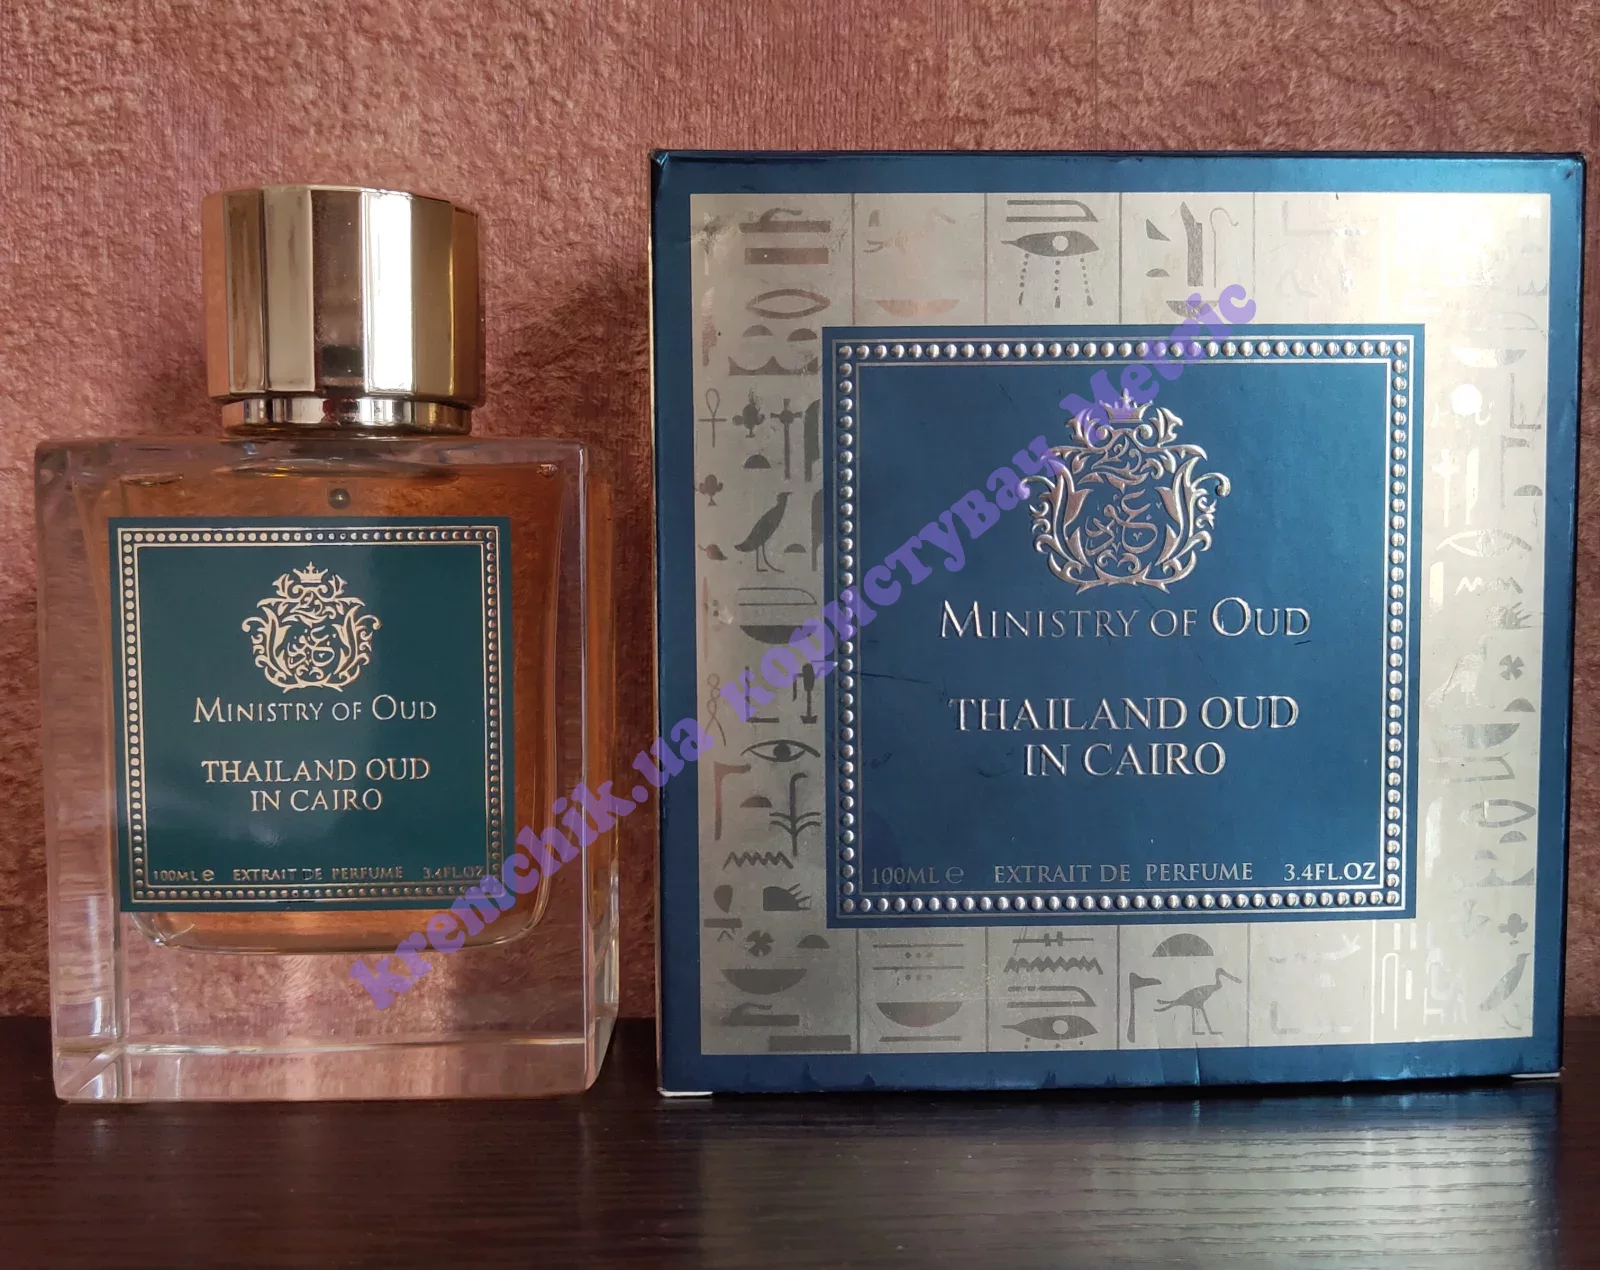 MINISTRY OF OUD
THAILAND OUD
IN CAIRO
100ML e EXTRAIT DE PERFUME 3.4FL.OZ
MINISTRY OF OUD
THAILAND OUD
IN CAIRO
100ML e EXTRAIT DE PERFUME 3.4FL.OZ
kremchik.ua користувач Metric